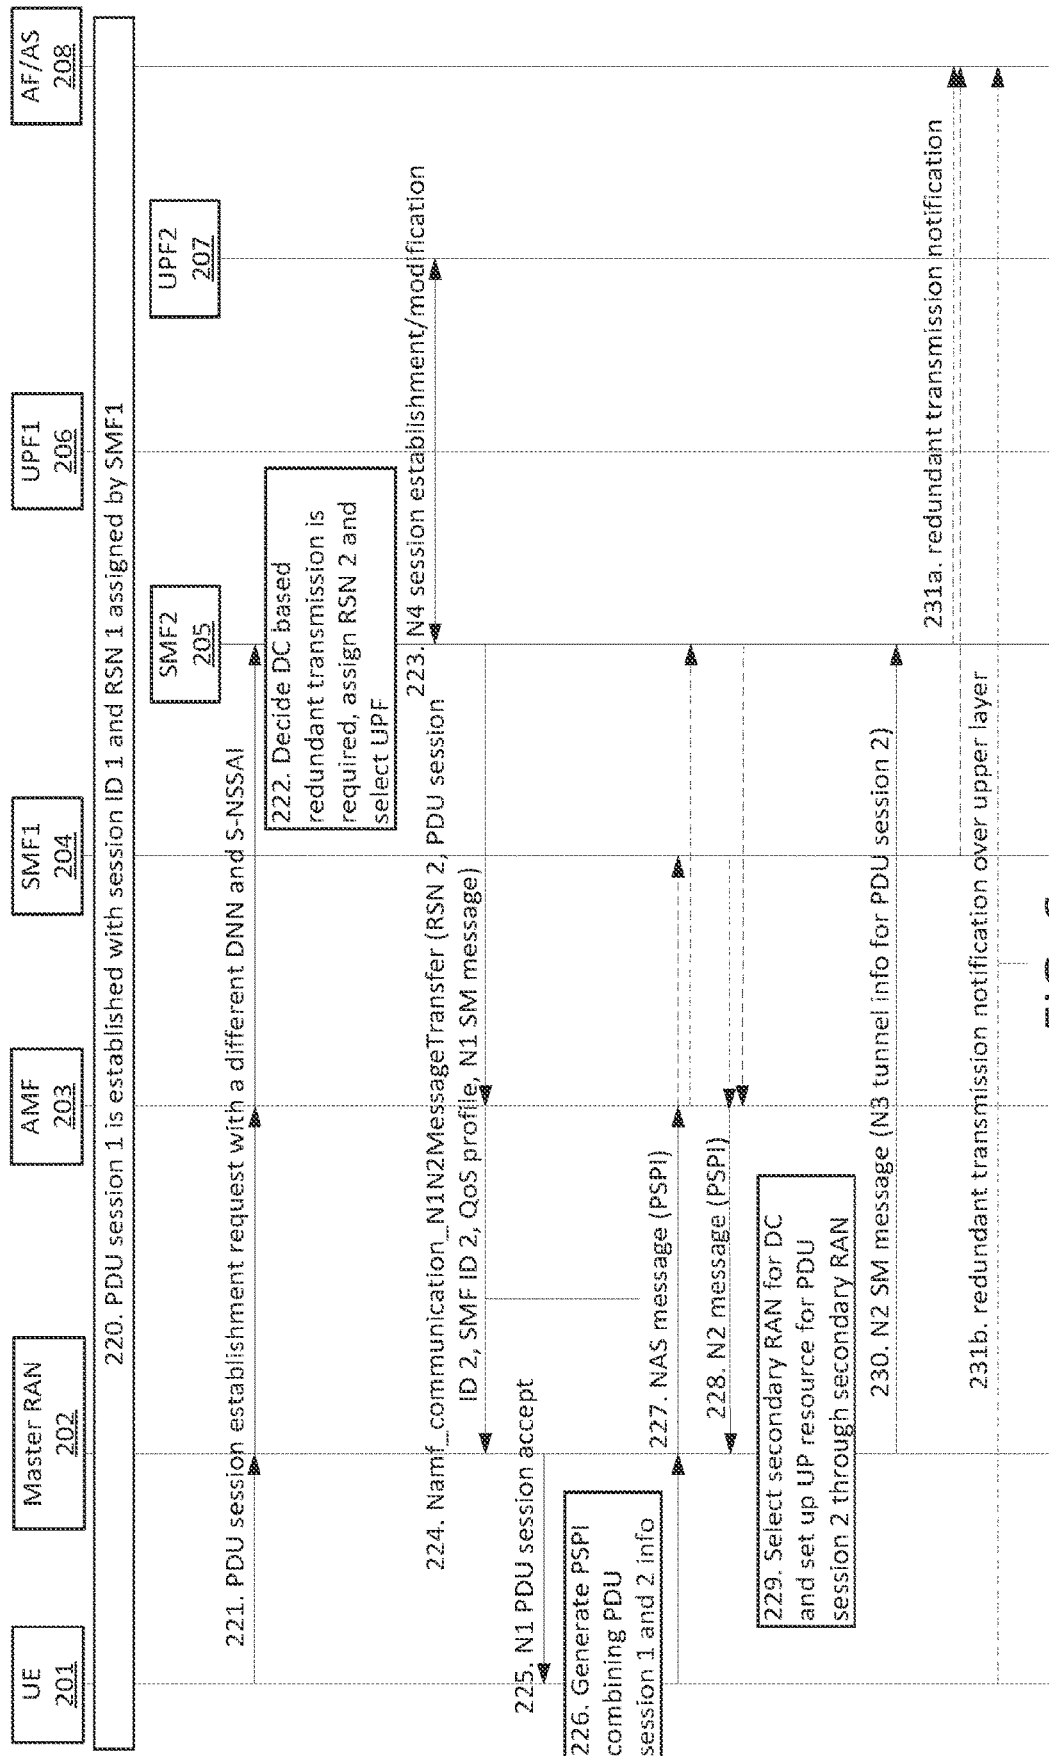 UE
201
Master RAN
202
AMF
203
SMF1
204
UPF1
206
AF/AS
208
220. PDU session 1 is established with session ID 1 and RSN 1 assigned by SMF1
SMF2
205
UPF2
207
221. PDU session establishment request with a different DNN and S-NSSAI
222. Decide DC based
redundant transmission is
required, assign RSN 2 and
select UPF
223. N4 session establishment/modification
224. Namf_communication_N1N2MessageTransfer (RSN 2, PDU session
ID 2, SMF ID 2, QoS profile, N1 SM message)
225. N1 PDU session accept
226. Generate PSPI
combining PDU
session 1 and 2 info
227. NAS message (PSPI)
228. N2 message (PSPI)
229. Select secondary RAN for DC
and set up UP resource for PDU
session 2 through secondary RAN
230. N2 SM message (N3 tunnel info for PDU session 2)
231a. redundant transmission notification
231b. redundant transmission notification over upper layer